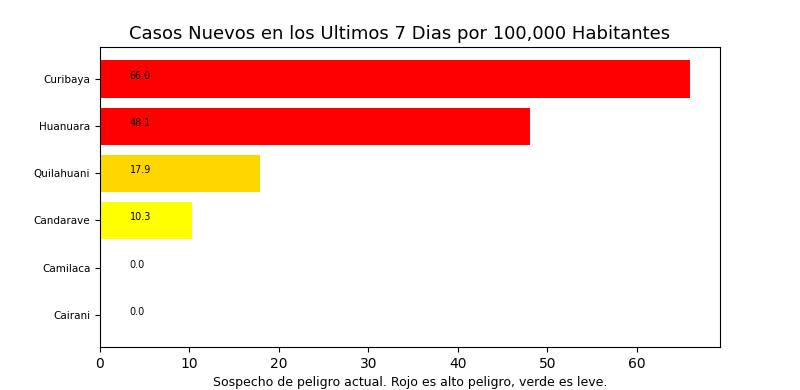 Casos Nuevos en los Ultimos 7 Dias por 100,000 Habitantes
Curibaya 66.0
Huanuara 48.1
Quilahuani 17.9
Candarave 10.3
Camilaca 0.0
Cairani 0.0
0 10 20 30 40 50 60
Sospecho de peligro actual. Rojo es alto peligro, verde es leve.